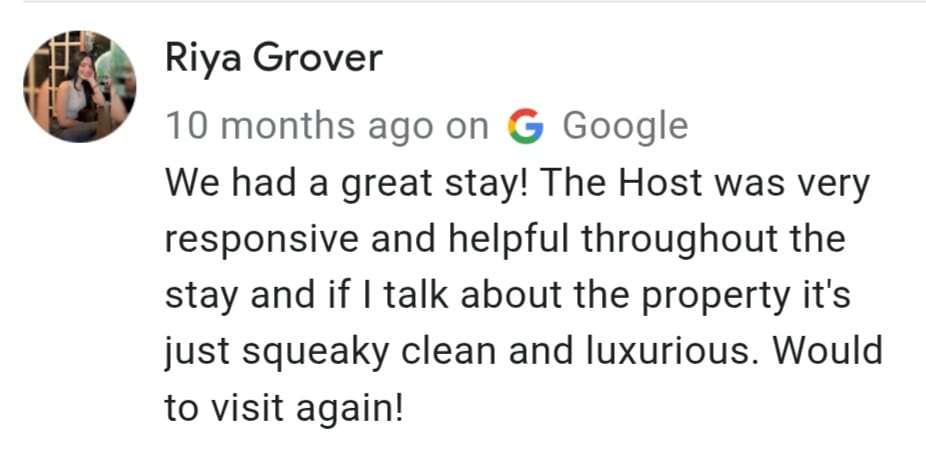 Riya Grover
10 months ago on Google
We had a great stay! The Host was very
responsive and helpful throughout the
stay and if I talk about the property it's
just squeaky clean and luxurious. Would
to visit again!